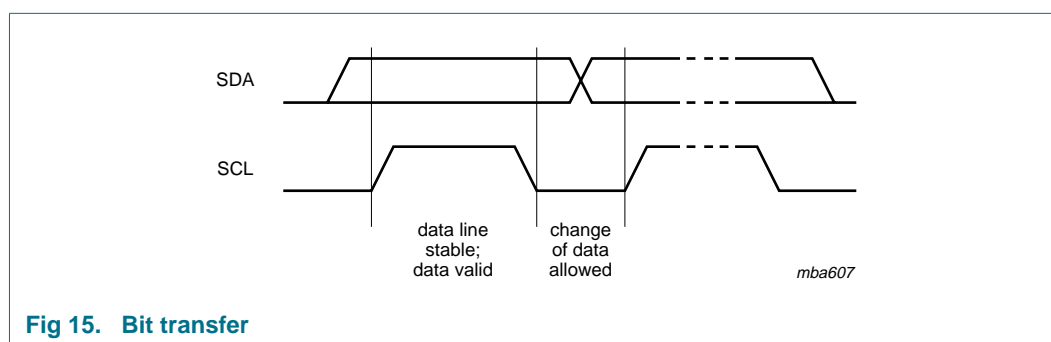 SDA
SCL
data line
stable;
data valid
change
of data
allowed
mba607
Fig 15. Bit transfer